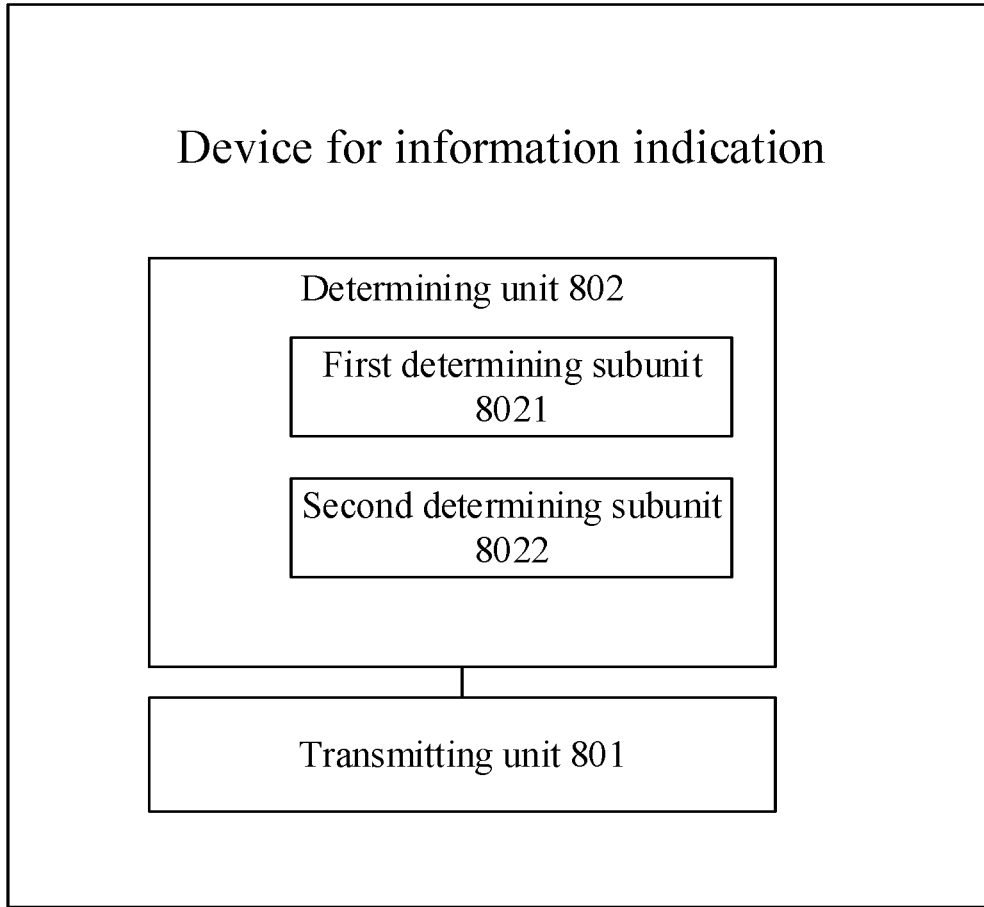 Device for information indication
Determining unit 802
First determining subunit
8021
Second determining subunit
8022
Transmitting unit 801